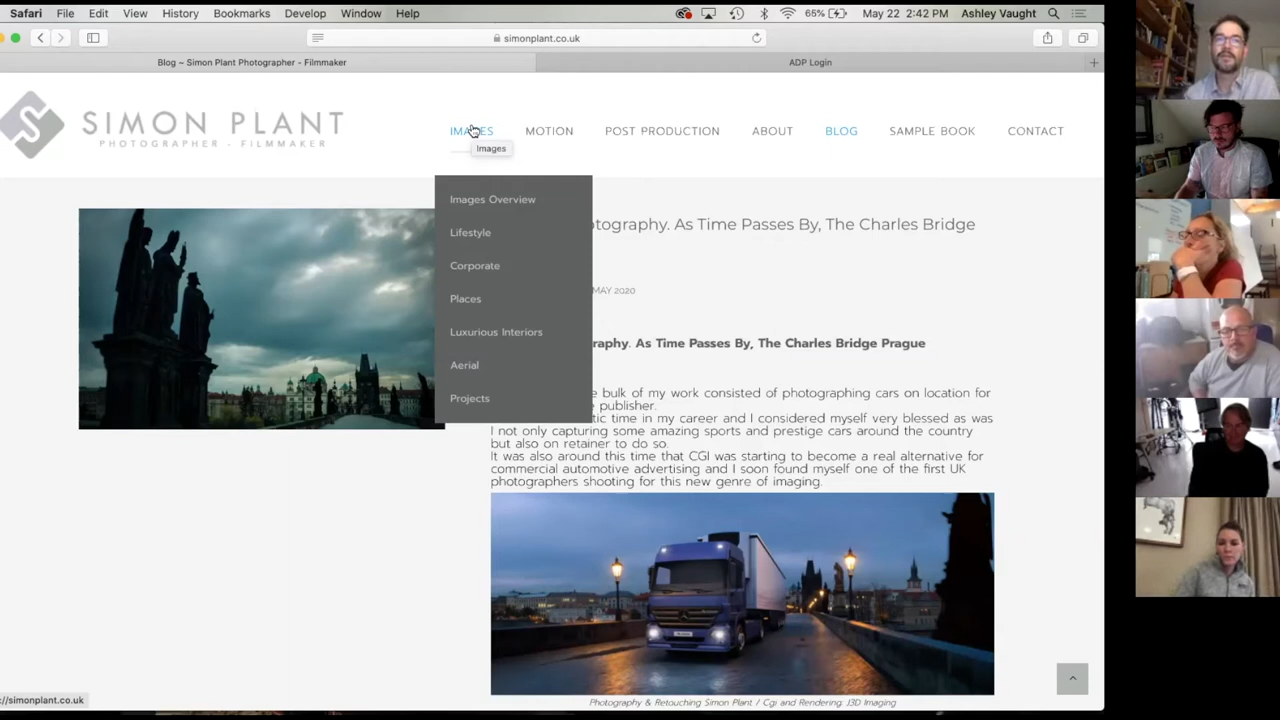 Safari File Edit View History Bookmarks Develop Window Help 65% May 22 2:42 PM Ashley Vaught
simonplant.co.uk
Blog ~ Simon Plant Photographer - Filmmaker
ADP Login
+
S
SIMON PLANT
PHOTOGRAPHER - FILMMAKER
IMAGES MOTION POST PRODUCTION ABOUT BLOG SAMPLE BOOK CONTACT
Images
Images Overview
Lifestyle
Corporate
Places
Luxurious Interiors
Aerial
Projects
otography. As Time Passes By, The Charles Bridge
MAY 2020
raphy. As Time Passes By, The Charles Bridge Prague
e bulk of my work consisted of photographing cars on location for
e publisher.
tic time in my career and I considered myself very blessed as was
I not only capturing some amazing sports and prestige cars around the country
but also on retainer to do so.
It was also around this time that CGI was starting to become a real alternative for
commercial automotive advertising and I soon found myself one of the first UK
photographers shooting for this new genre of imaging.
Photography & Retouching Simon Plant / Cgi and Rendering: J3D Imaging
://simonplant.co.uk